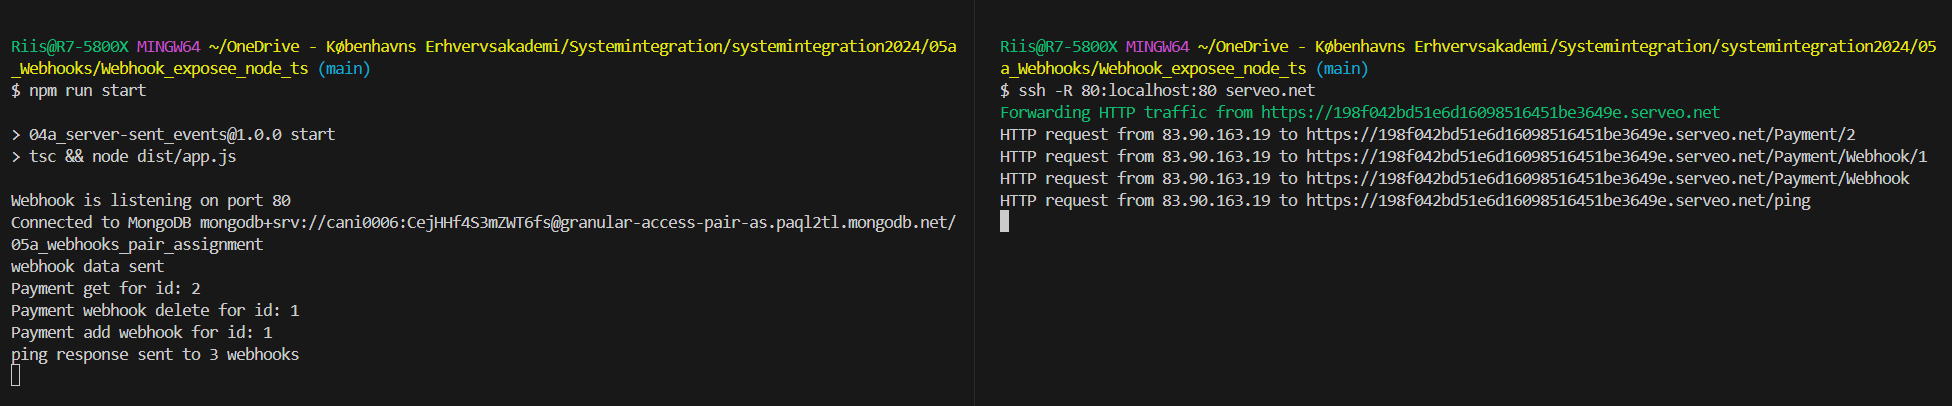 Riis@R7-5800X MINGW64 ~/OneDrive - Københavns Erhvervsakademi/Systemintegration/systemintegration2024/05a
_Webhooks/Webhook_exposee_node_ts (main)
$ npm run start
> 04a_server-sent_events@1.0.0 start
> tsc && node dist/app.js
Webhook is listening on port 80
Connected to MongoDB mongodb+srv://cani0006:CejHHf4S3mZWT6fs@granular-access-pair-as.paql2tl.mongodb.net/
05a_webhooks_pair_assignment
webhook data sent
Payment get for id: 2
Payment webhook delete for id: 1
Payment add webhook for id: 1
ping response sent to 3 webhooks
Riis@R7-5800X MINGW64 ~/OneDrive - Københavns Erhvervsakademi/Systemintegration/systemintegration2024/05
a_Webhooks/Webhook_exposee_node_ts (main)
$ ssh -R 80:localhost:80 serveo.net
Forwarding HTTP traffic from https://198f042bd51e6d16098516451be3649e.serveo.net
HTTP request from 83.90.163.19 to https://198f042bd51e6d16098516451be3649e.serveo.net/Payment/2
HTTP request from 83.90.163.19 to https://198f042bd51e6d16098516451be3649e.serveo.net/Payment/Webhook/1
HTTP request from 83.90.163.19 to https://198f042bd51e6d16098516451be3649e.serveo.net/Payment/Webhook
HTTP request from 83.90.163.19 to https://198f042bd51e6d16098516451be3649e.serveo.net/ping